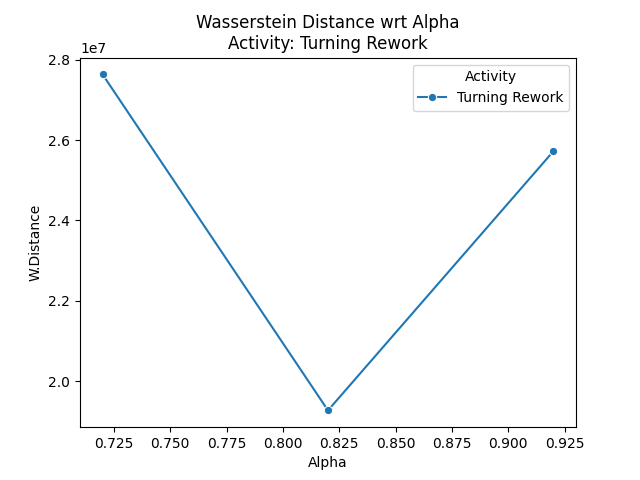 Wasserstein Distance wrt Alpha
Activity: Turning Rework
1e7
2.8
2.6
2.4
2.2
2.0
W.Distance
Activity
Turning Rework
0.725 0.750 0.775 0.800 0.825 0.850 0.875 0.900 0.925
Alpha